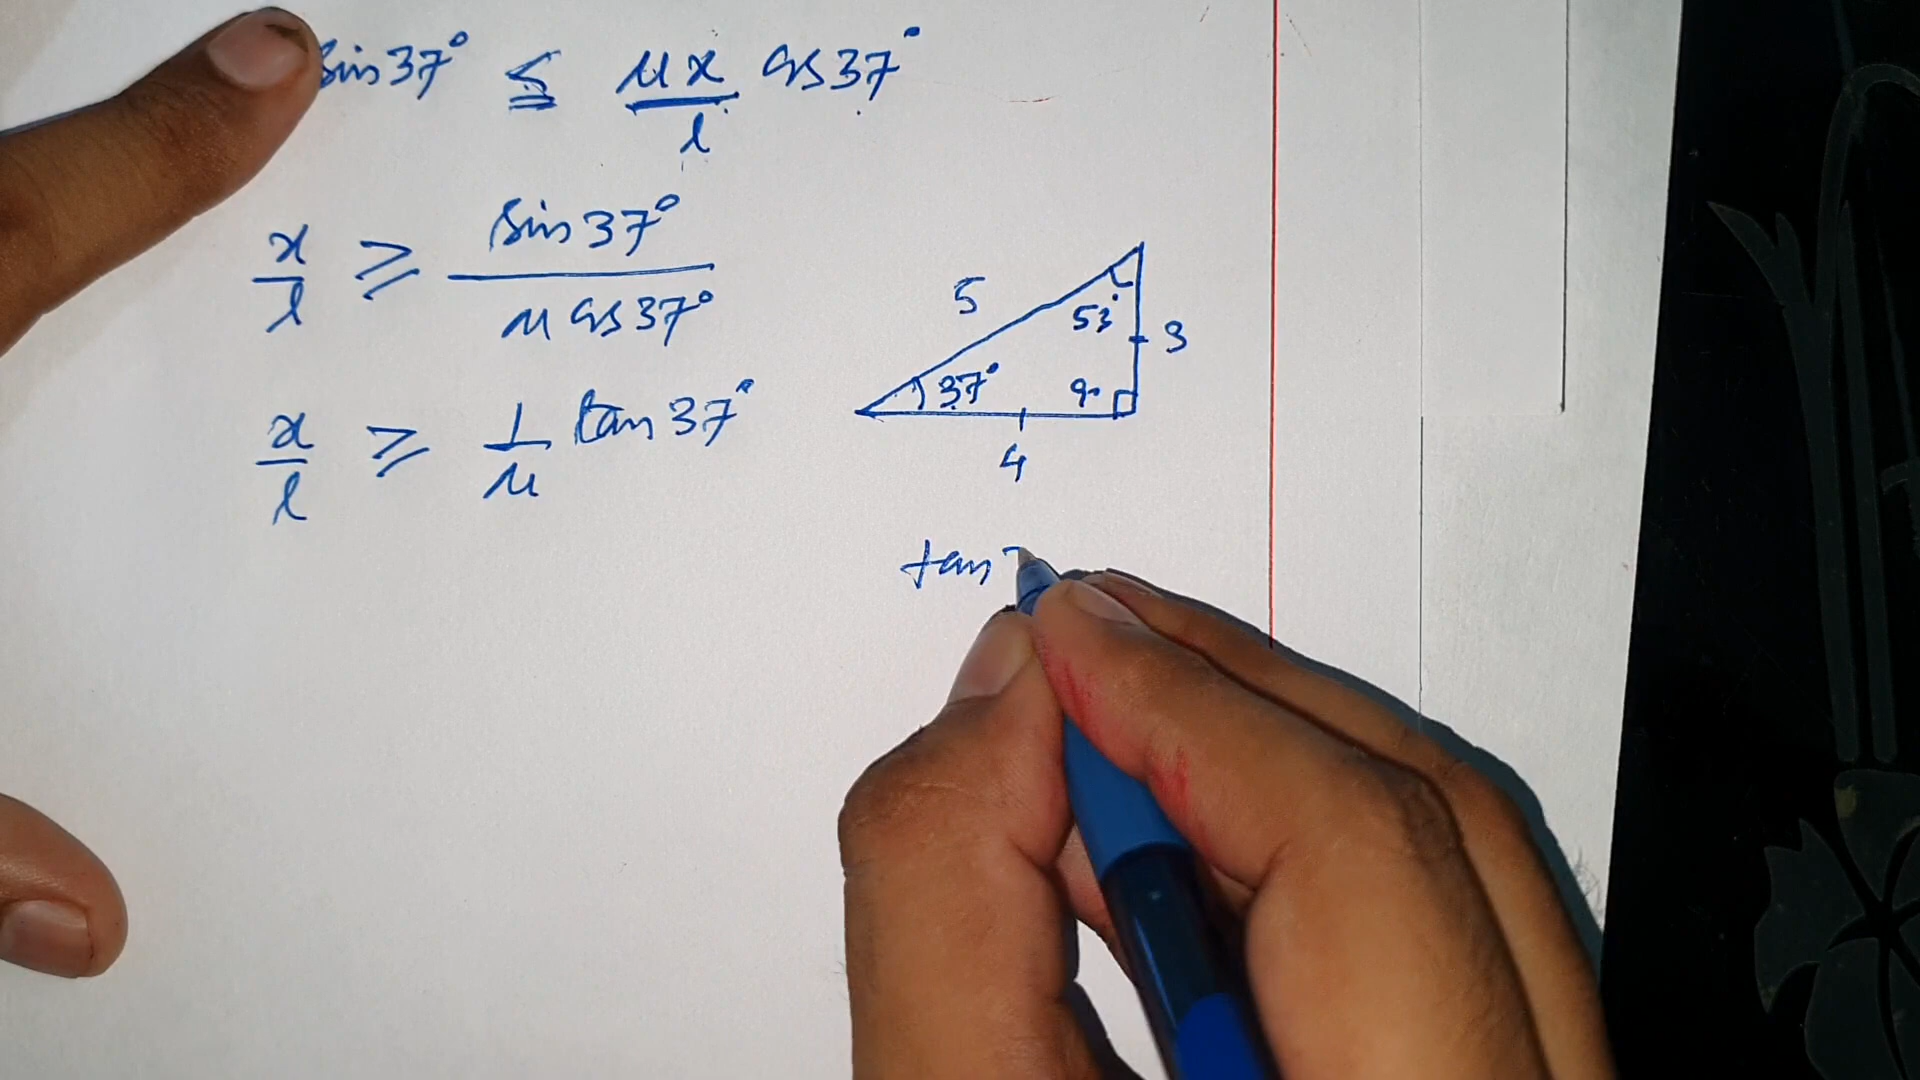 sin 37° ≤ μx/l cos 37°
x/l ≥ sin 37° / μ cos 37°
x/l ≥ 1/μ tan 37°
5
53°
3
37°
90
4
tan